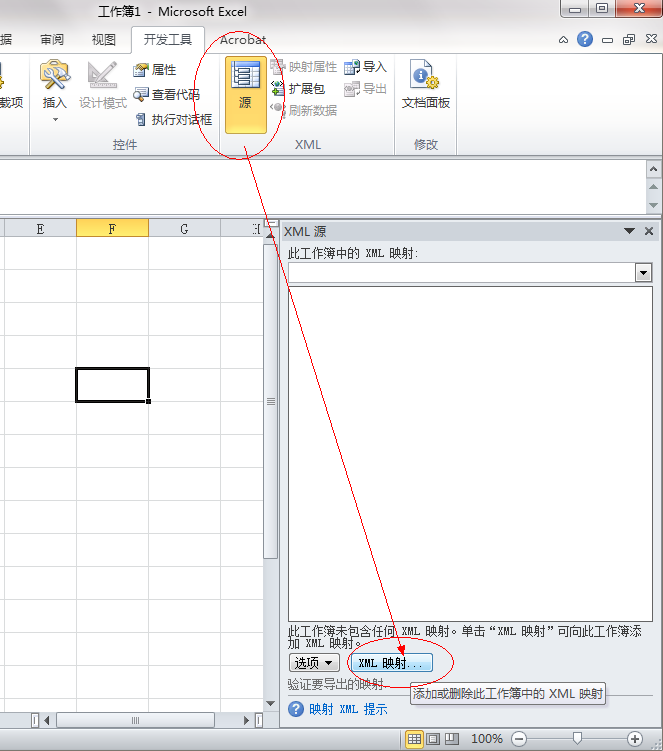 工作簿1 - Microsoft Excel
据 审阅 视图 开发工具 Acrobat
载项 插入 设计模式 属性 查看代码 执行对话框 源 映射属性 扩展包 刷新数据 导入 导出 文档面板
控件 XML 修改
E F G H
XML 源
此工作簿中的 XML 映射:
此工作簿未包含任何 XML 映射。单击“XML 映射”可向此工作簿添
加 XML 映射。
选项 XML 映射...
验证要导出的映射...
添加或删除此工作簿中的 XML 映射
映射 XML 提示
100%